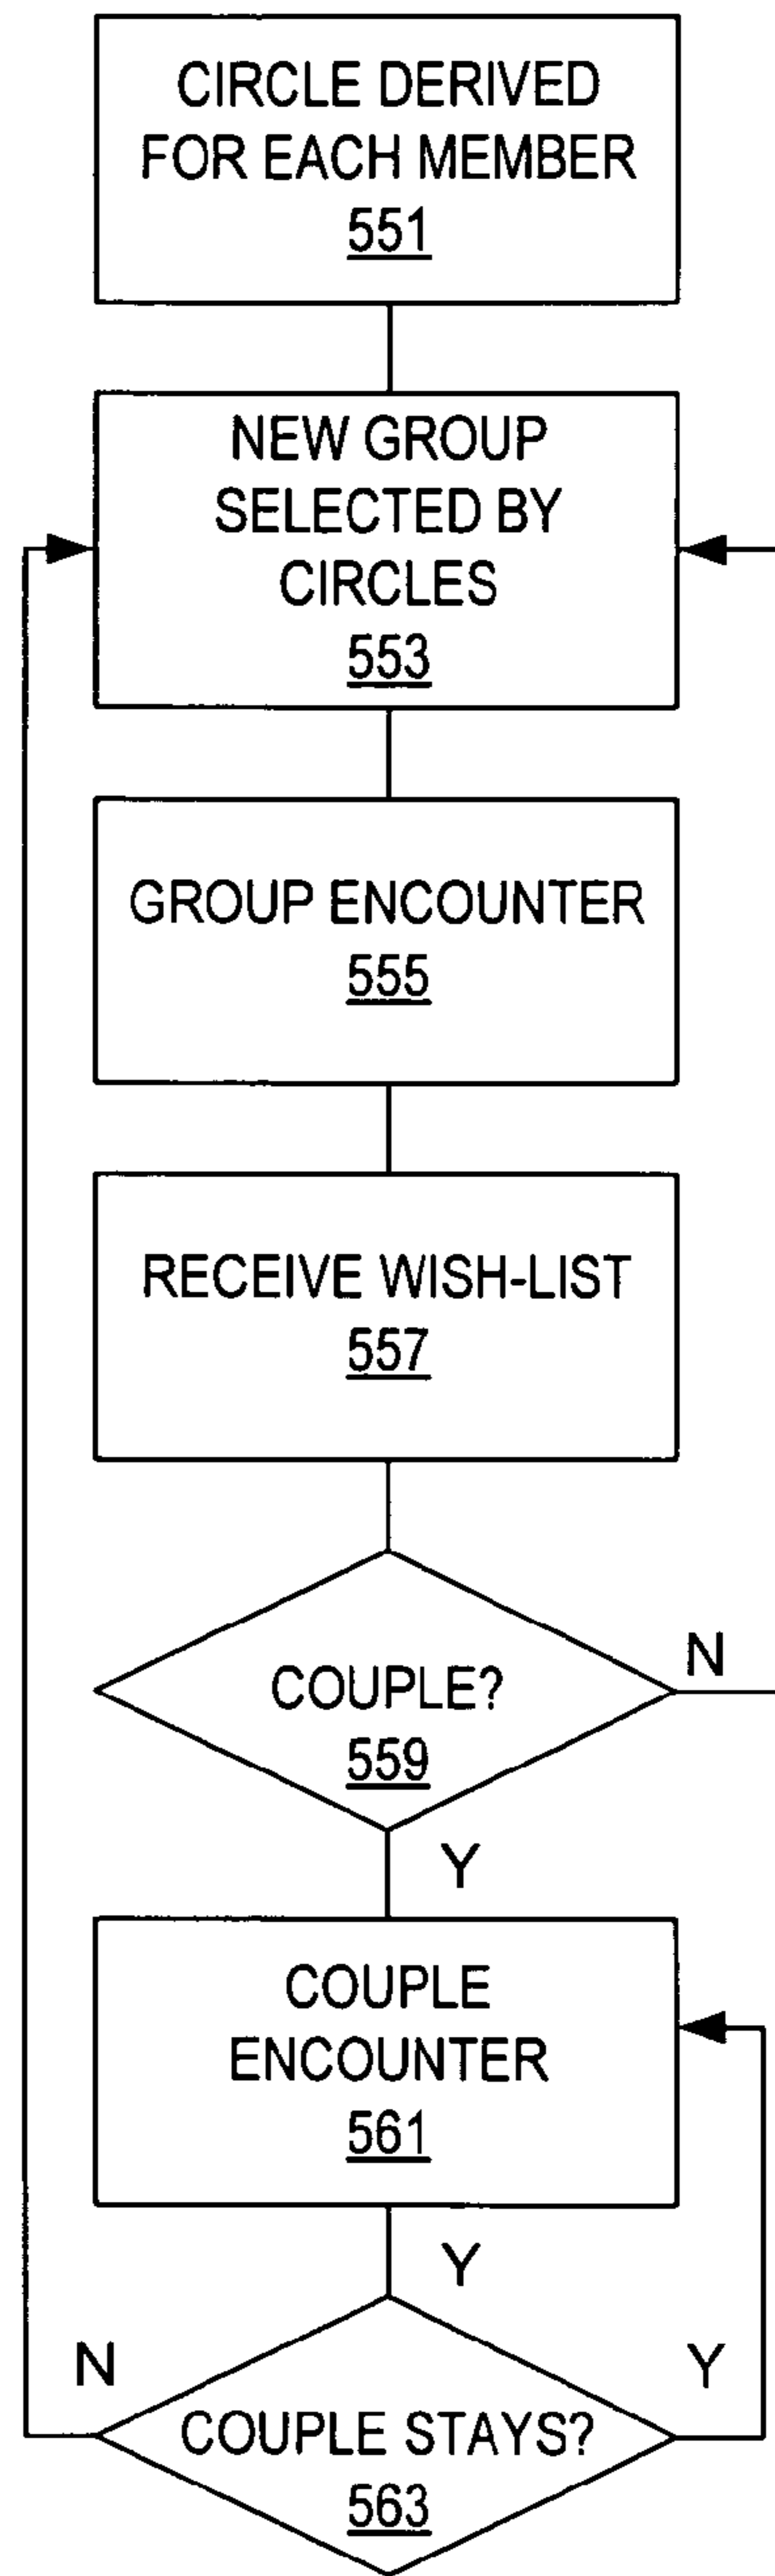 CIRCLE DERIVED
FOR EACH MEMBER
551
NEW GROUP
SELECTED BY
CIRCLES
553
GROUP ENCOUNTER
555
RECEIVE WISH-LIST
557
N
COUPLE?
559
Y
COUPLE
ENCOUNTER
561
Y
N
Y
COUPLE STAYS?
563